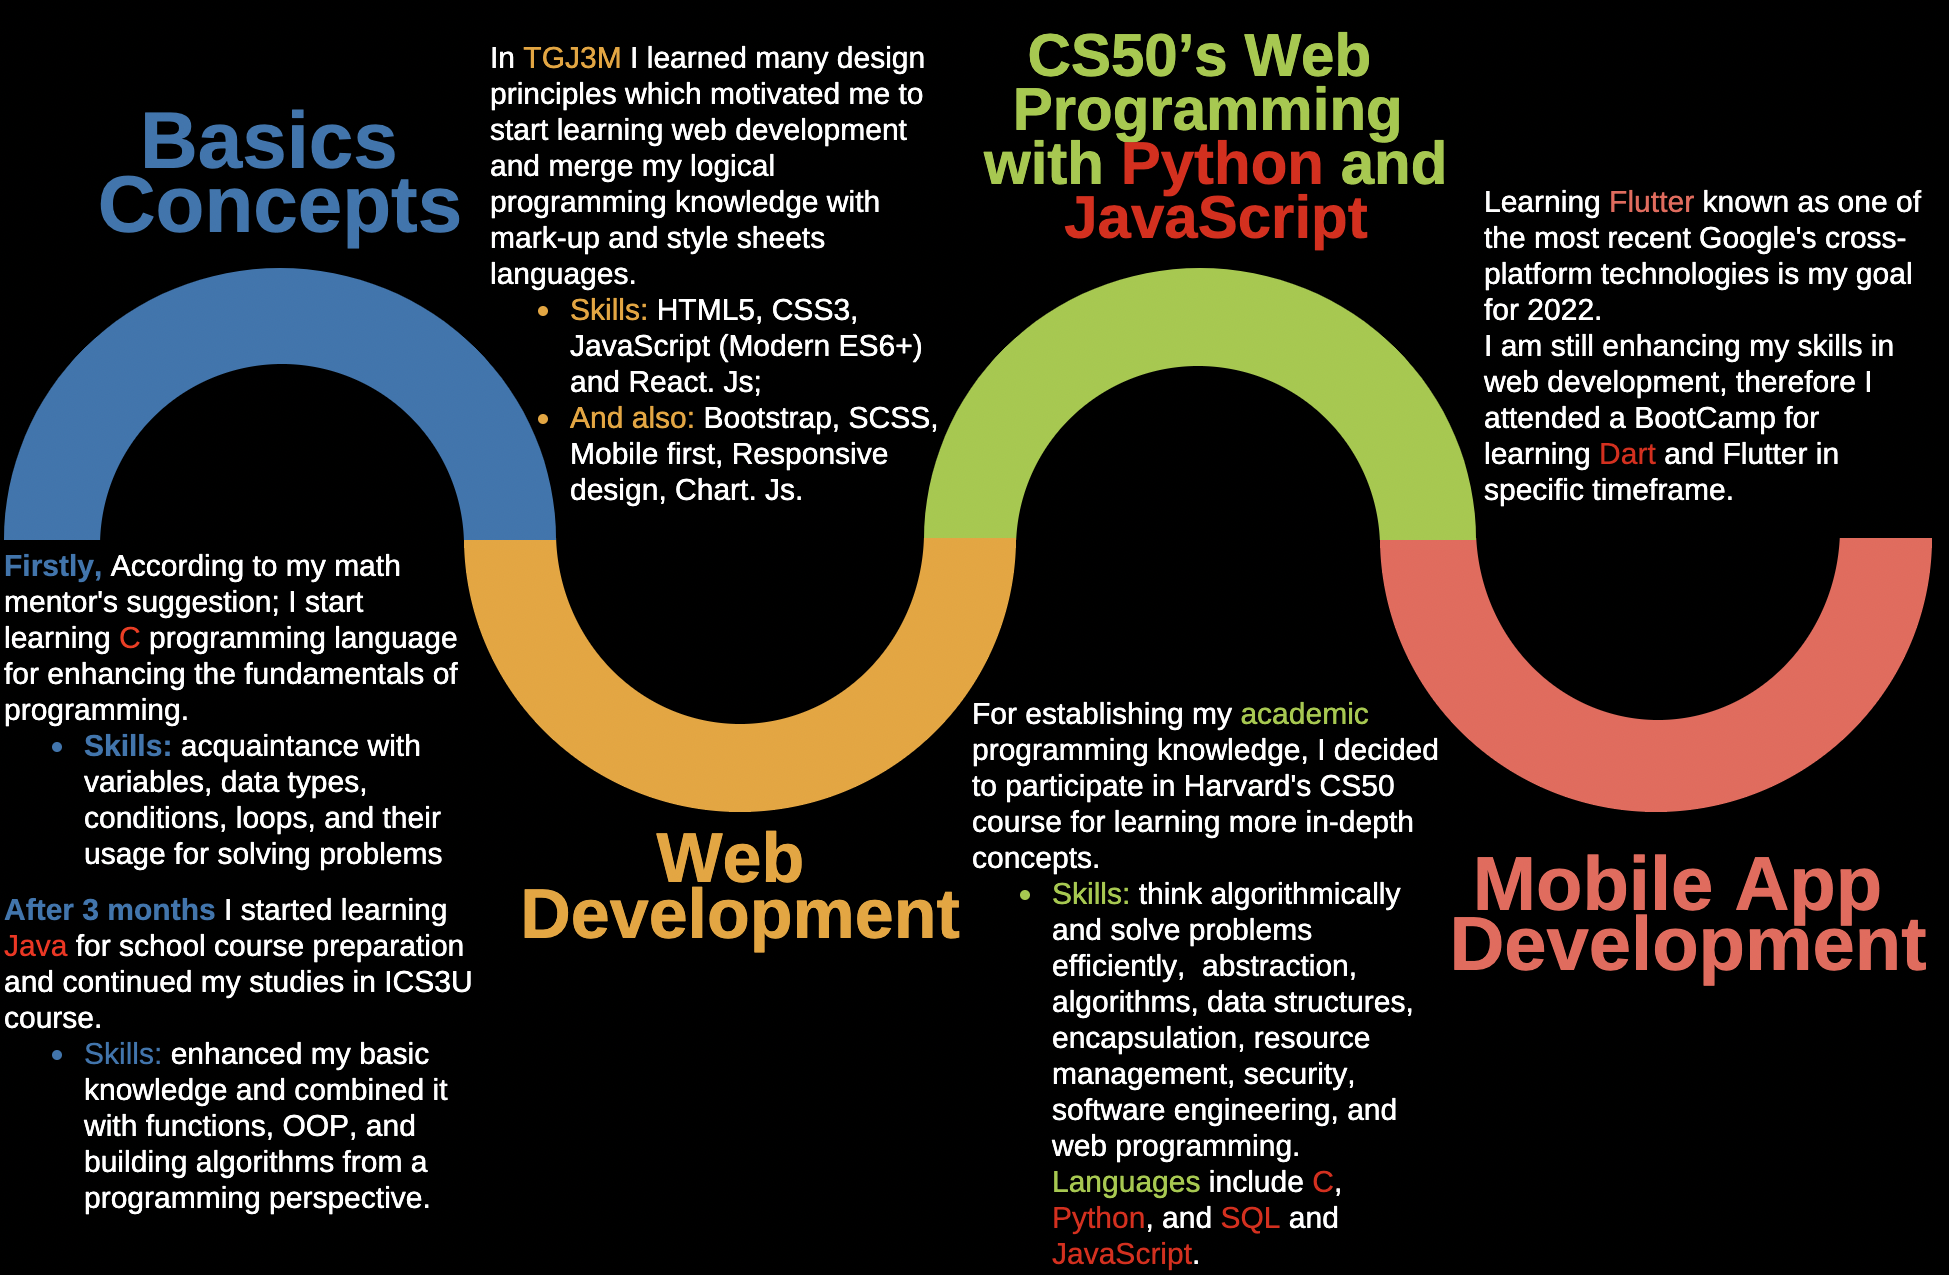 Basics
Concepts
Firstly, According to my math
mentor's suggestion; I start
learning C programming language
for enhancing the fundamentals of
programming.
• Skills: acquaintance with
variables, data types,
conditions, loops, and their
usage for solving problems
After 3 months I started learning
Java for school course preparation
and continued my studies in ICS3U
course.
• Skills: enhanced my basic
knowledge and combined it
with functions, OOP, and
building algorithms from a
programming perspective.
In TGJ3M I learned many design
principles which motivated me to
start learning web development
and merge my logical
programming knowledge with
mark-up and style sheets
languages.
• Skills: HTML5, CSS3,
JavaScript (Modern ES6+)
and React. Js;
• And also: Bootstrap, SCSS,
Mobile first, Responsive
design, Chart. Js.
Web
Development
CS50’s Web
Programming
with Python and
JavaScript
For establishing my academic
programming knowledge, I decided
to participate in Harvard's CS50
course for learning more in-depth
concepts.
• Skills: think algorithmically
and solve problems
efficiently,  abstraction,
algorithms, data structures,
encapsulation, resource
management, security,
software engineering, and
web programming.
Languages include C,
Python, and SQL and
JavaScript.
Learning Flutter known as one of
the most recent Google's cross-
platform technologies is my goal
for 2022.
I am still enhancing my skills in
web development, therefore I
attended a BootCamp for
learning Dart and Flutter in
specific timeframe.
Mobile App
Development